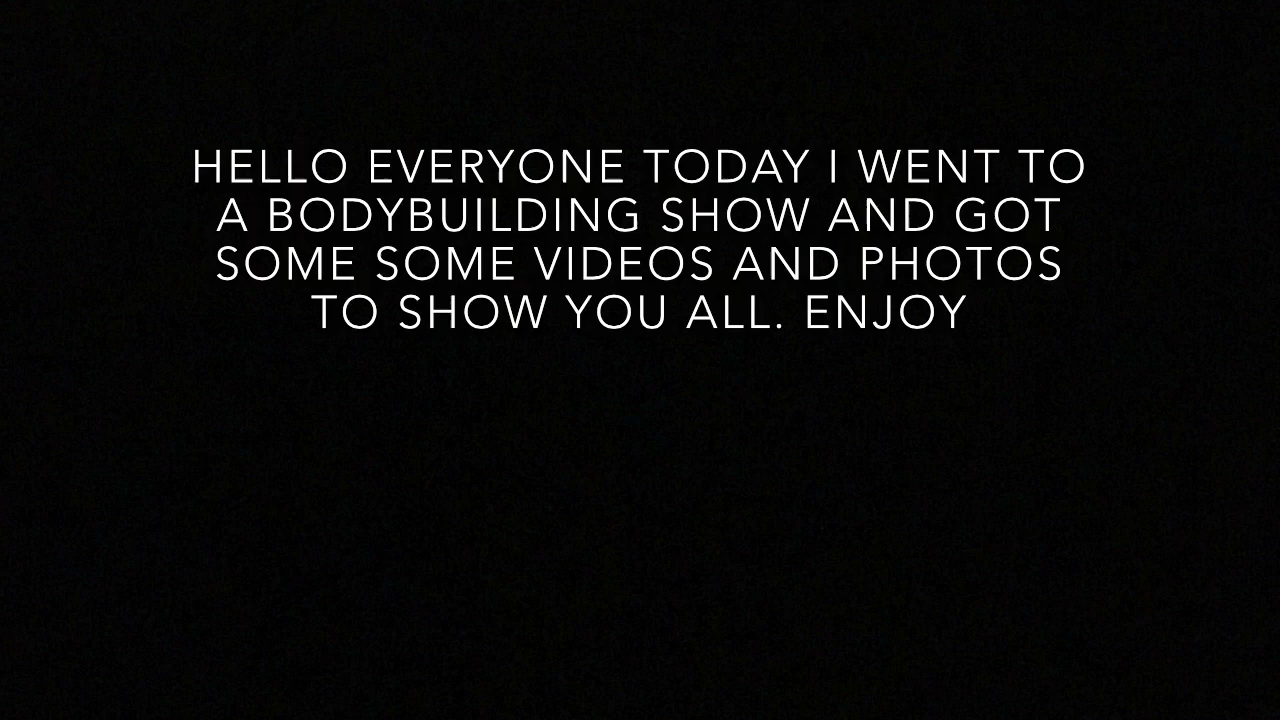 HELLO EVERYONE TODAY I WENT TO
A BODYBUILDING SHOW AND GOT
SOME SOME VIDEOS AND PHOTOS
TO SHOW YOU ALL. ENJOY